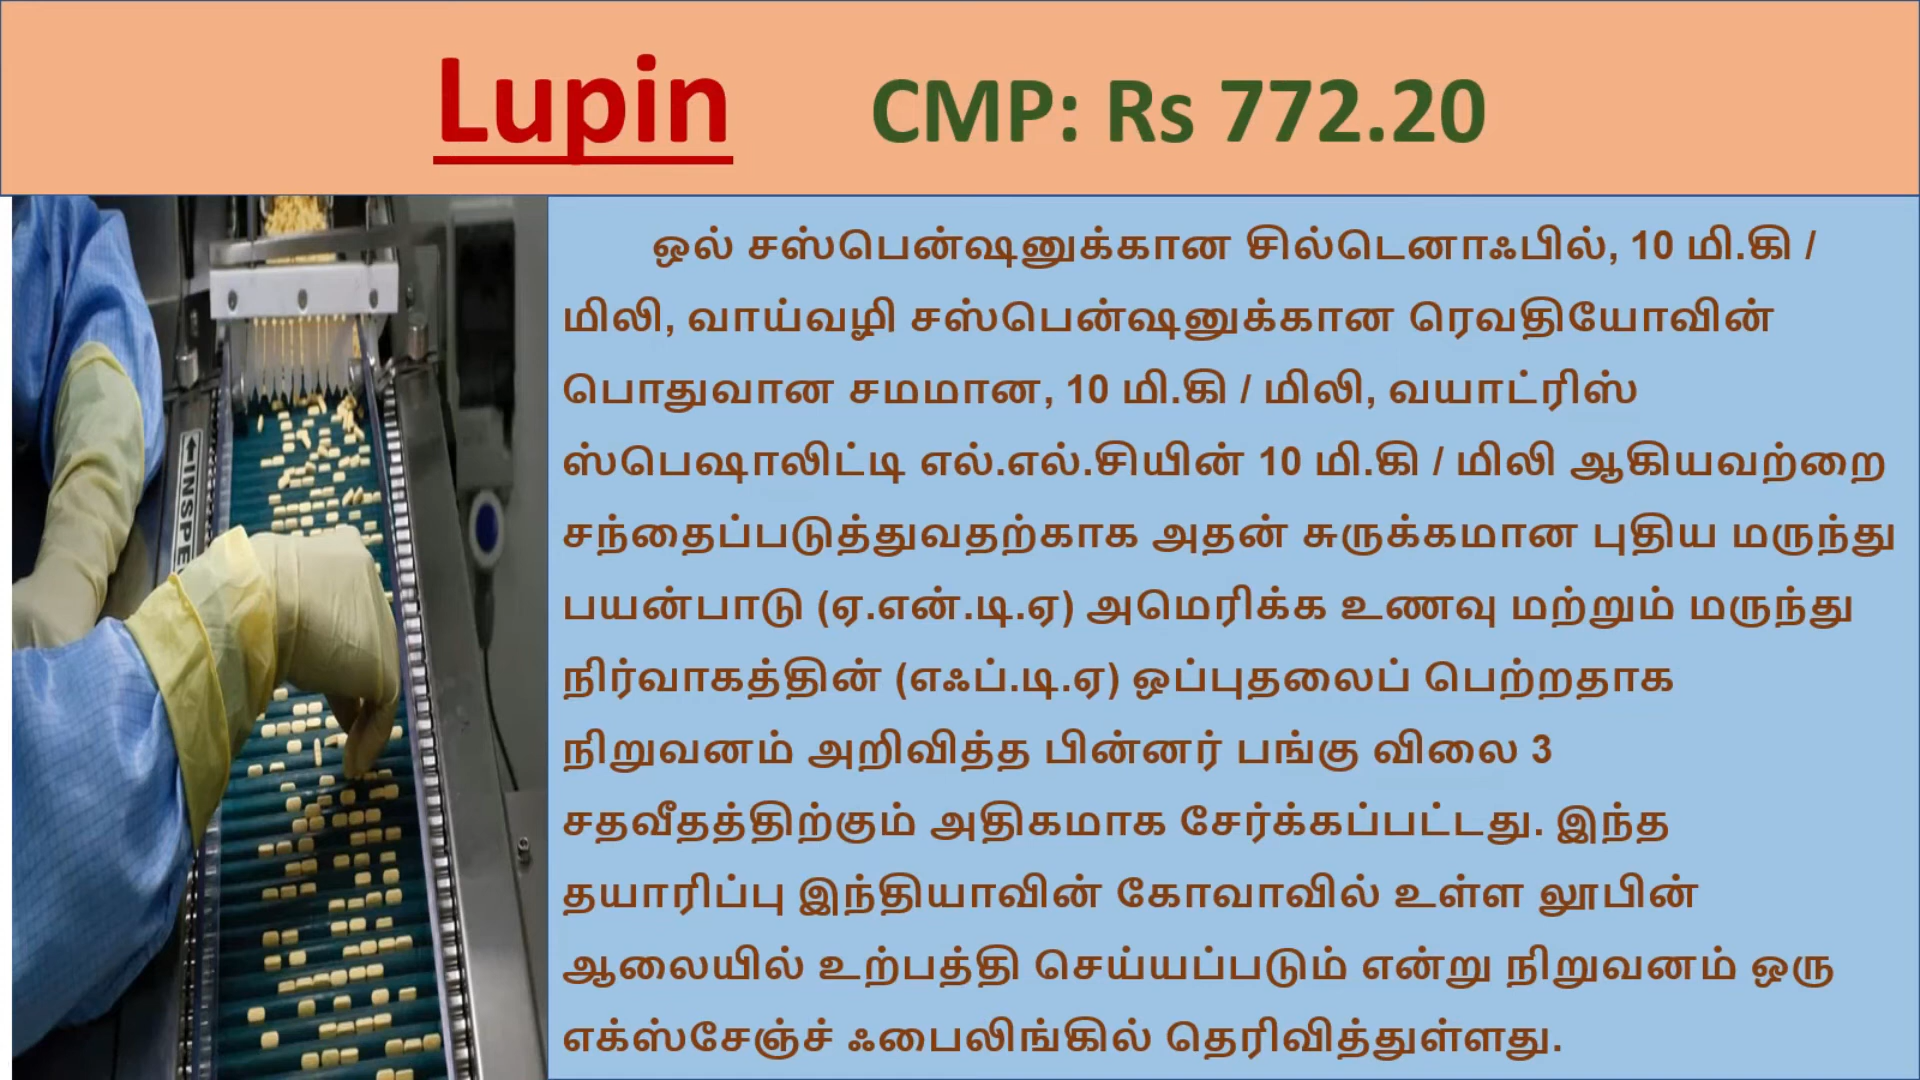 Lupin CMP: Rs 772.20
ஒல் சஸ்பென்ஷனுக்கான சில்டெனாஃபில், 10 மி.கி /
மிலி, வாய்வழி சஸ்பென்ஷனுக்கான ரெவதியோவின்
பொதுவான சமமான, 10 மி.கி / மிலி, வயாட்ரிஸ்
ஸ்பெஷாலிட்டி எல்.எல்.சியின் 10 மி.கி / மிலி ஆகியவற்றை
சந்தைப்படுத்துவதற்காக அதன் சுருக்கமான புதிய மருந்து
பயன்பாடு (ஏ.என்.டி.ஏ) அமெரிக்க உணவு மற்றும் மருந்து
நிர்வாகத்தின் (எஃப்.டி.ஏ) ஒப்புதலைப் பெற்றதாக
நிறுவனம் அறிவித்த பின்னர் பங்கு விலை 3
சதவீதத்திற்கும் அதிகமாக சேர்க்கப்பட்டது. இந்த
தயாரிப்பு இந்தியாவின் கோவாவில் உள்ள லூபின்
ஆலையில் உற்பத்தி செய்யப்படும் என்று நிறுவனம் ஒரு
எக்ஸ்சேஞ்ச் ஃபைலிங்கில் தெரிவித்துள்ளது.